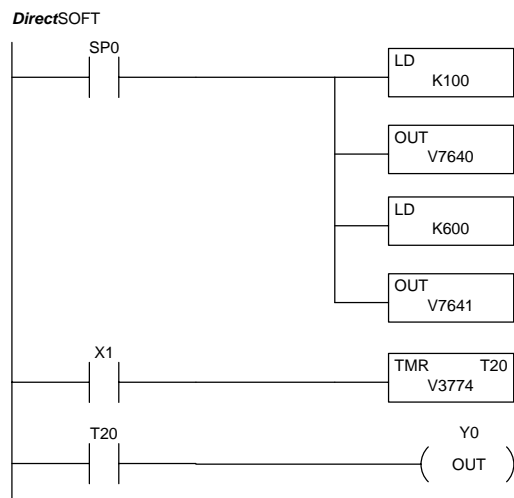 DirectSOFT
SP0
LD
K100
OUT
V7640
LD
K600
OUT
V7641
X1
TMR T20
V3774
T20
Y0
OUT